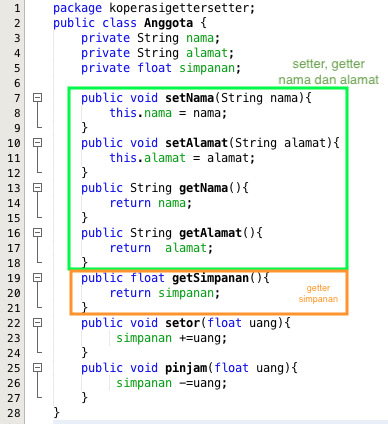 1 package koperasigettersetter;
2 public class Anggota {
3 private String nama;
4 private String alamat;
5 private float simpanan;
setter, getter
nama dan alamat
6
7 public void setNama(String nama){
8 this.nama = nama;
9 }
10 public void setAlamat(String alamat){
11 this.alamat = alamat;
12 }
13 public String getNama(){
14 return nama;
15 }
16 public String getAlamat(){
17 return  alamat;
18 }
19 public float getSimpanan(){
20 return simpanan;
21 }
getter
simpanan
22 public void setor(float uang){
23 simpanan +=uang;
24 }
25 public void pinjam(float uang){
26 simpanan -=uang;
27 }
28 }